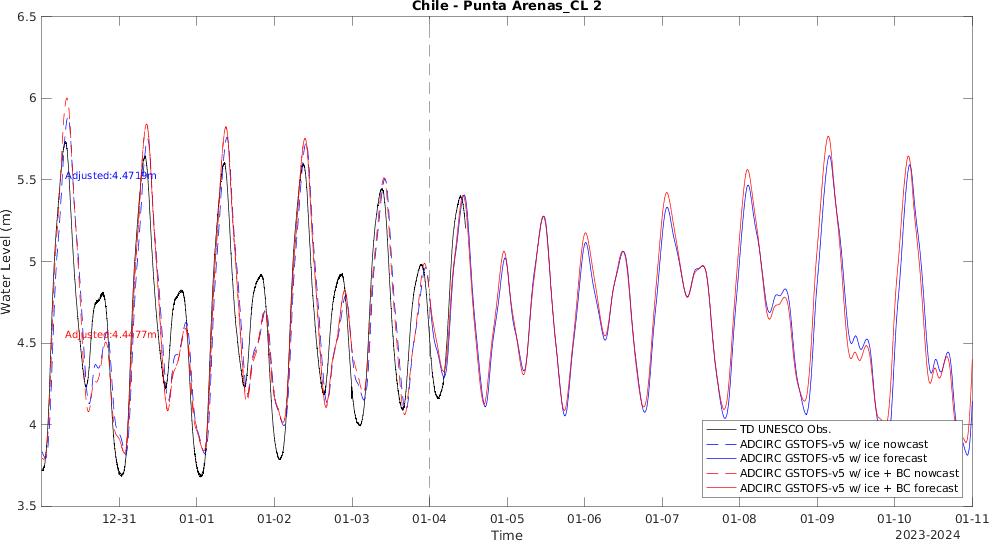 Chile - Punta Arenas_CL 2
6.5
6
5.5
5
4.5
4
3.5
Water Level (m)
Adjusted:4.4719m
Adjusted:4.4477m
TD UNESCO Obs.
ADCIRC GSTOFS-v5 w/ ice nowcast
ADCIRC GSTOFS-v5 w/ ice forecast
ADCIRC GSTOFS-v5 w/ ice + BC nowcast
ADCIRC GSTOFS-v5 w/ ice + BC forecast
12-31 01-01 01-02 01-03 01-04 01-05 01-06 01-07 01-08 01-09 01-10 01-11
Time
2023-2024